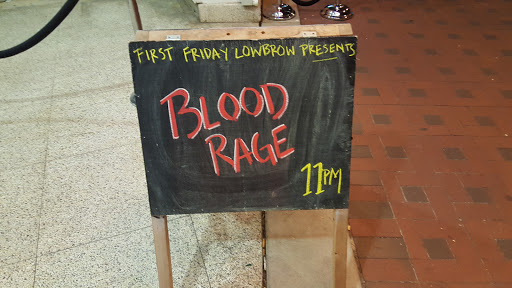 FIRST FRIDAY LOWBROW PRESENTS
BLOOD
RAGE
11PM